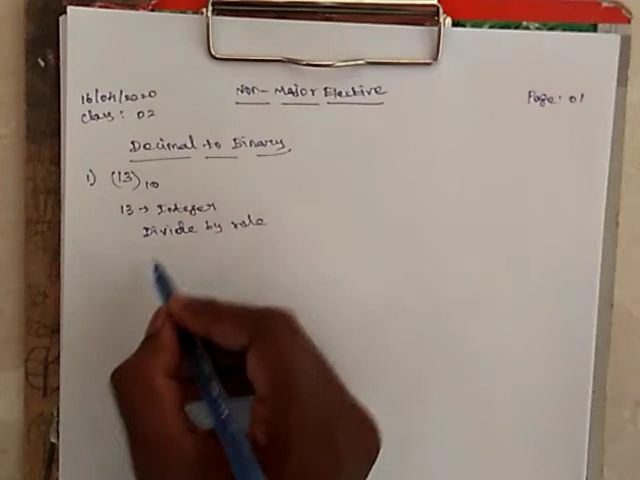 16/04/2020 Non-Major Elective Page: 01
Class: 02
Decimal to Binary
1) (13)10
13 → Integer
Divide by rule